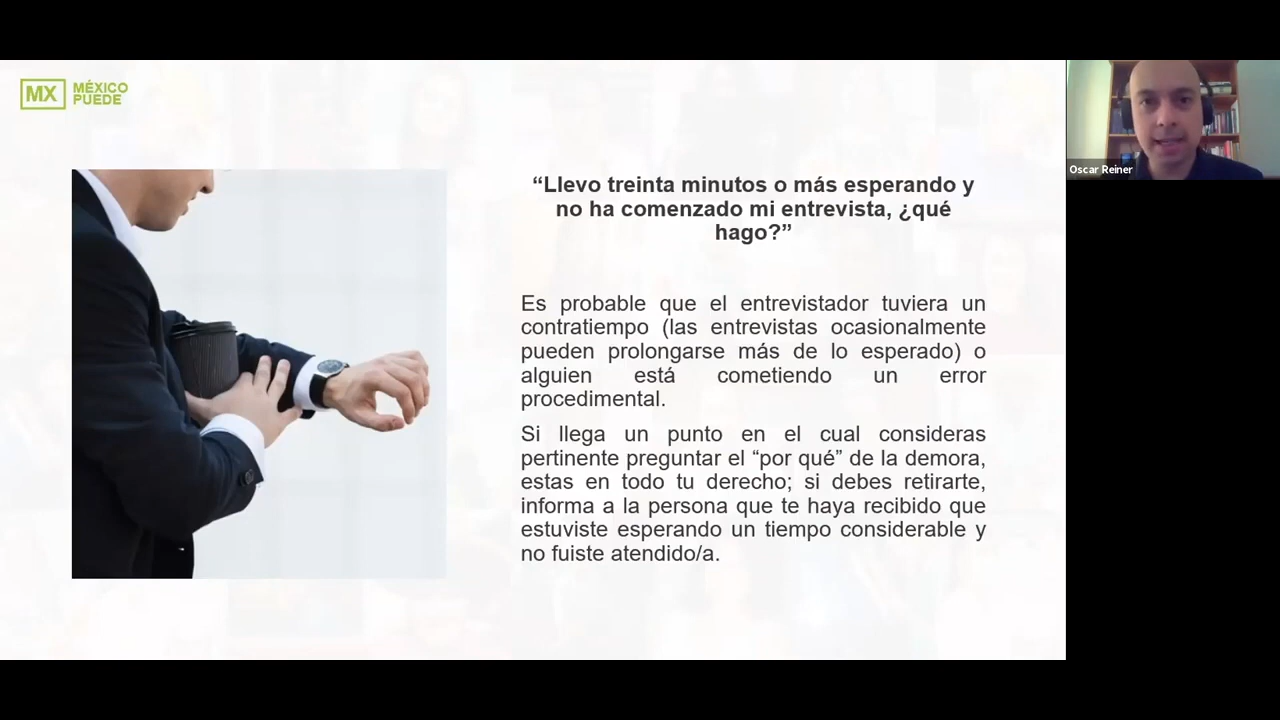 MX MÉXICO
PUEDE
“Llevo treinta minutos o más esperando y
no ha comenzado mi entrevista, ¿qué
hago?”
Es probable que el entrevistador tuviera un
contratiempo (las entrevistas ocasionalmente
pueden prolongarse más de lo esperado) o
alguien está cometiendo un error
procedimental.
Si llega un punto en el cual consideras
pertinente preguntar el “por qué” de la demora,
estas en todo tu derecho; si debes retirarte,
informa a la persona que te haya recibido que
estuviste esperando un tiempo considerable y
no fuiste atendido/a.
Oscar Reiner